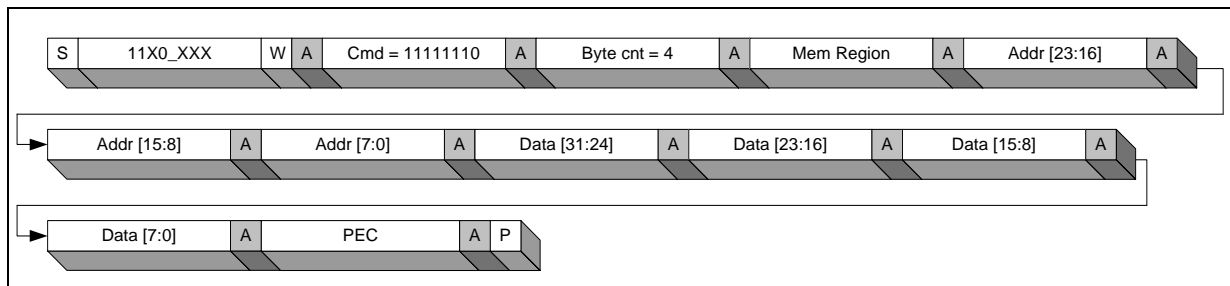 S 11X0_XXX W A Cmd = 11111110 A Byte cnt = 4 A Mem Region A Addr [23:16] A
Addr [15:8] A Addr [7:0] A Data [31:24] A Data [23:16] A Data [15:8] A
Data [7:0] A PEC A P